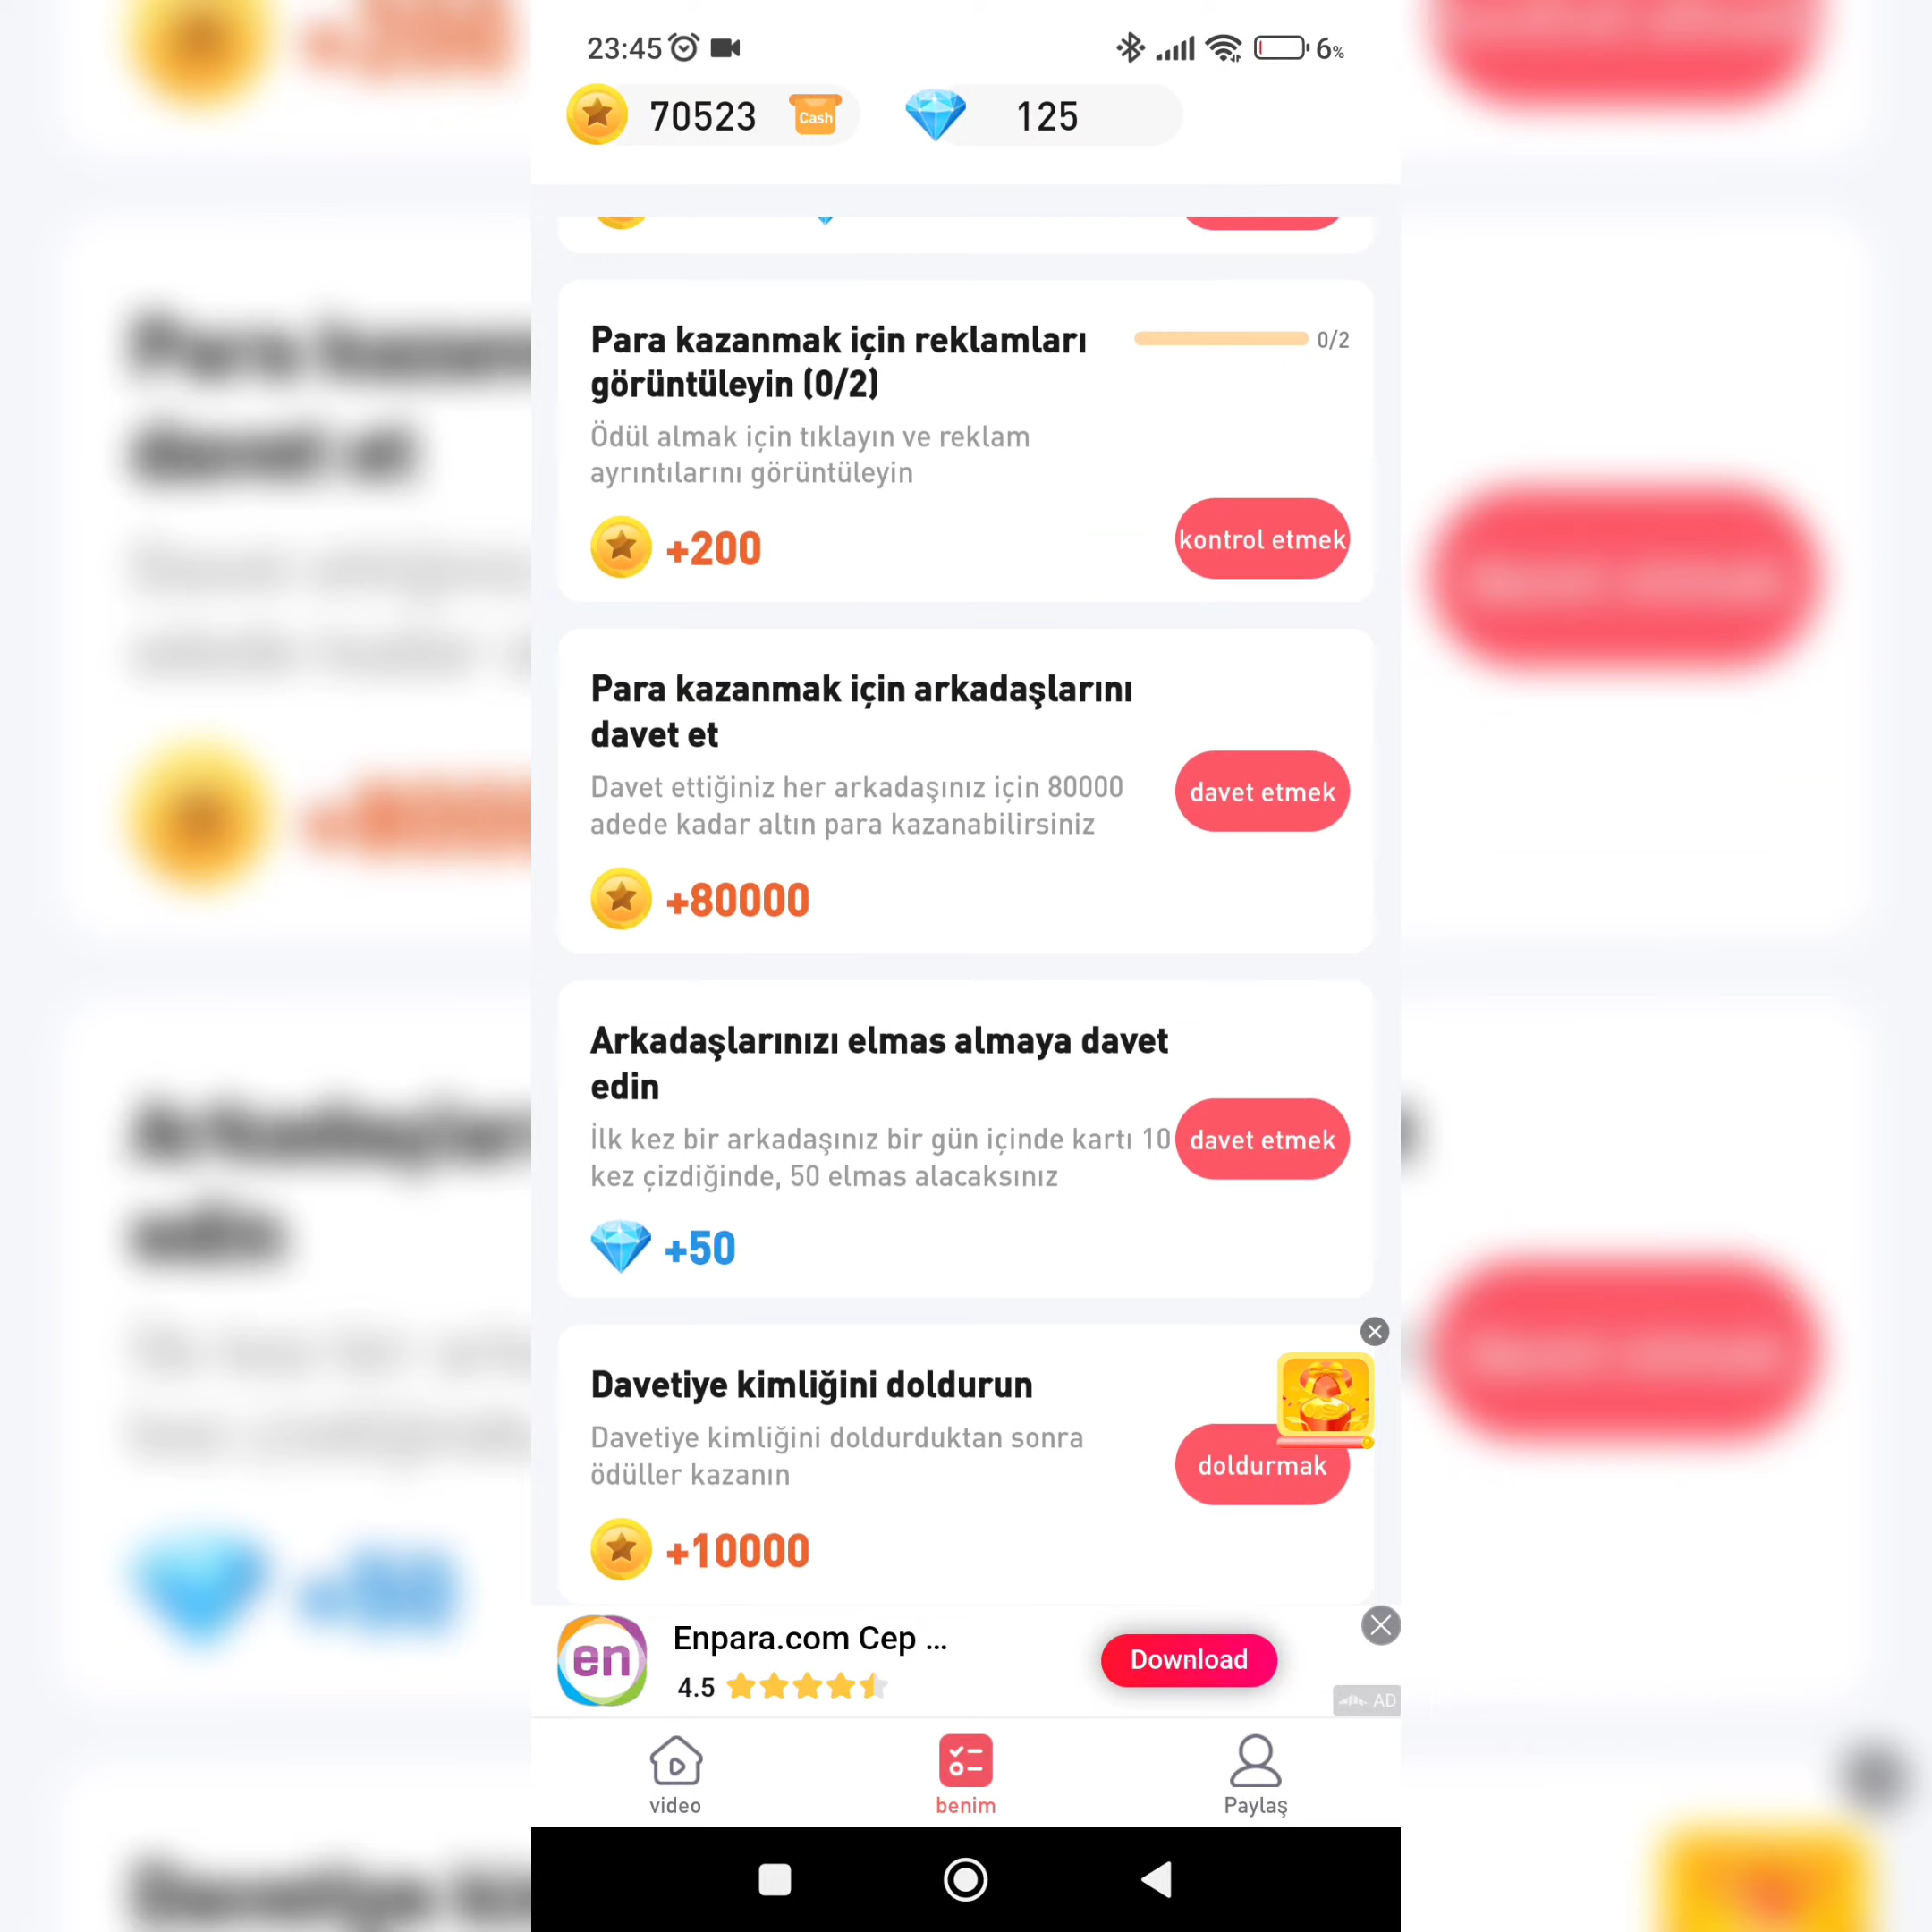 23:45
6%
70523
Cash
125
Para kazanmak için reklamları
görüntüleyin (0/2)
0/2
Ödül almak için tıklayın ve reklam
ayrıntılarını görüntüleyin
+200
kontrol etmek
Para kazanmak için arkadaşlarını
davet et
Davet ettiğiniz her arkadaşınız için 80000
adede kadar altın para kazanabilirsiniz
davet etmek
+80000
Arkadaşlarınızı elmas almaya davet
edin
İlk kez bir arkadaşınız bir gün içinde kartı 10
kez çizdiğinde, 50 elmas alacaksınız
davet etmek
+50
Davetiye kimliğini doldurun
Davetiye kimliğini doldurduktan sonra
ödüller kazanın
doldurmak
+10000
en
Enpara.com Cep ...
4.5
Download
AD
video
benim
Paylaş